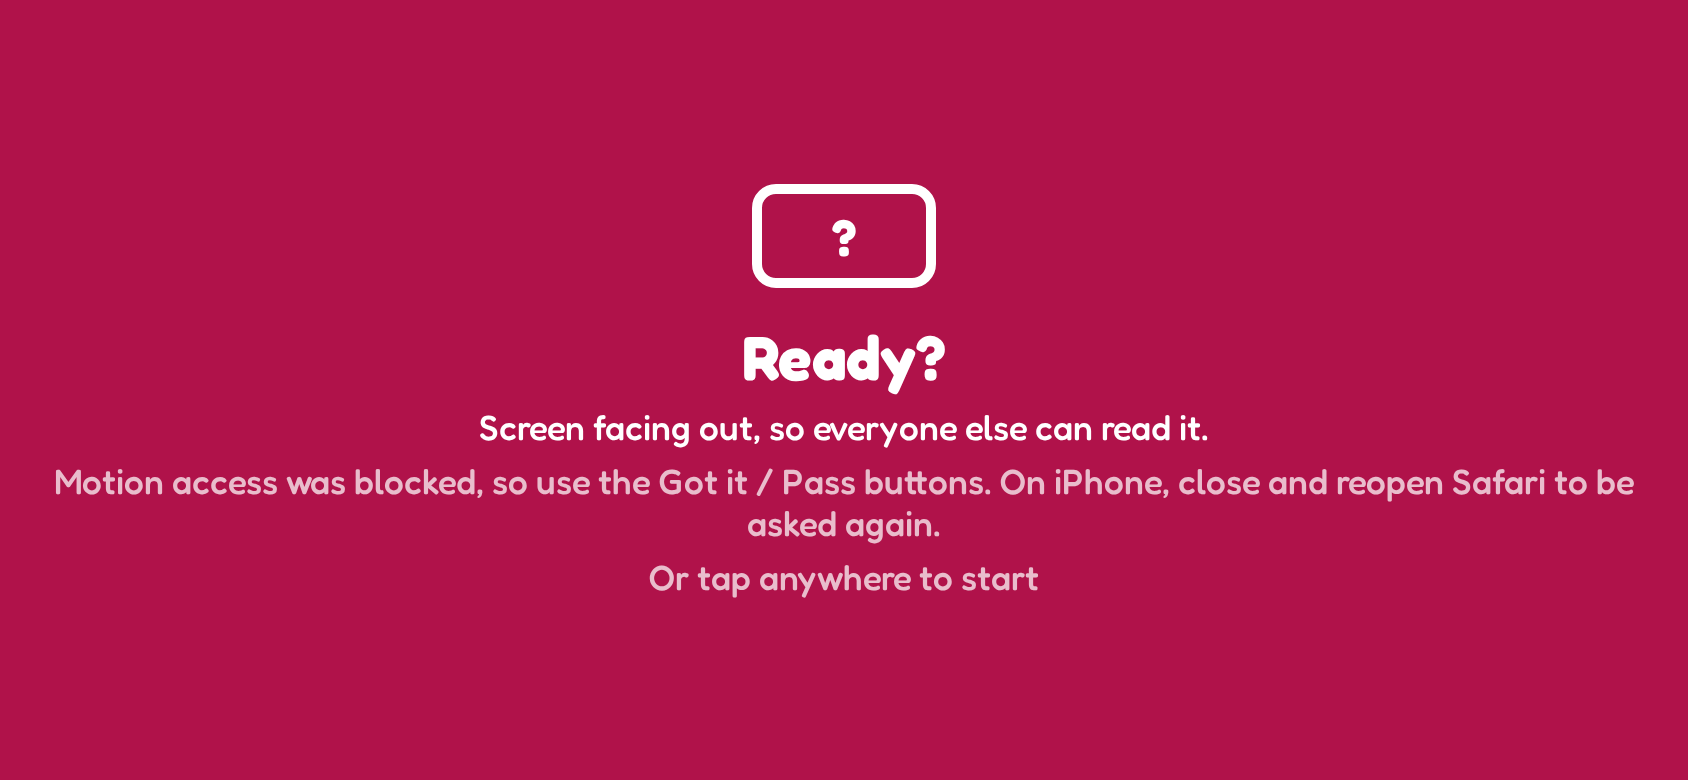 ?
Ready?
Screen facing out, so everyone else can read it.
Motion access was blocked, so use the Got it / Pass buttons. On iPhone, close and reopen Safari to be
asked again.
Or tap anywhere to start